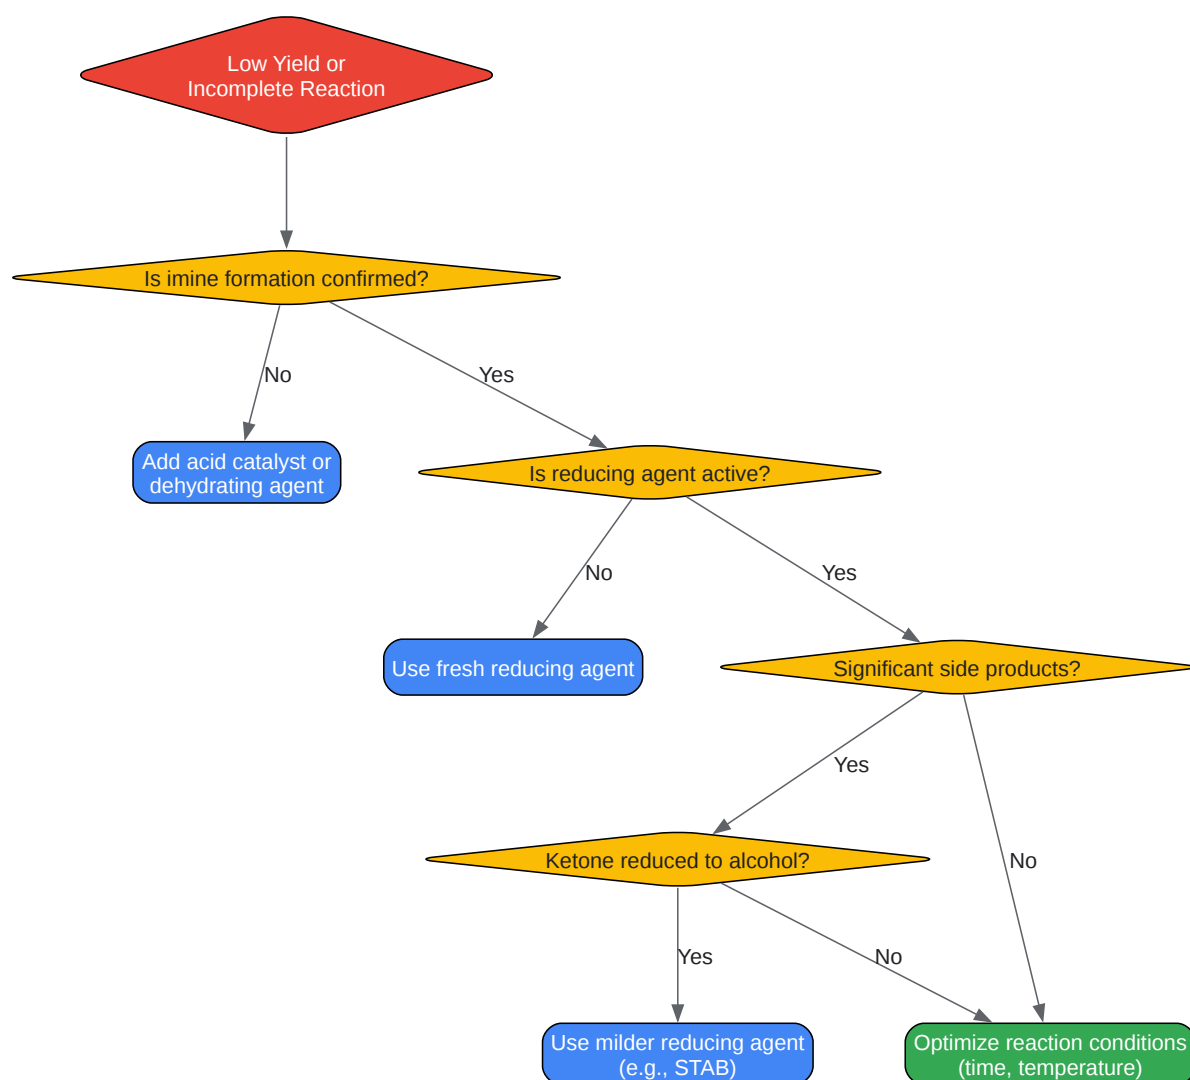 Low Yield or
Incomplete Reaction
Is imine formation confirmed?
No
Yes
Add acid catalyst or
dehydrating agent
Is reducing agent active?
No
Yes
Use fresh reducing agent
Significant side products?
Yes
No
Ketone reduced to alcohol?
Yes
No
Use milder reducing agent
(e.g., STAB)
Optimize reaction conditions
(time, temperature)